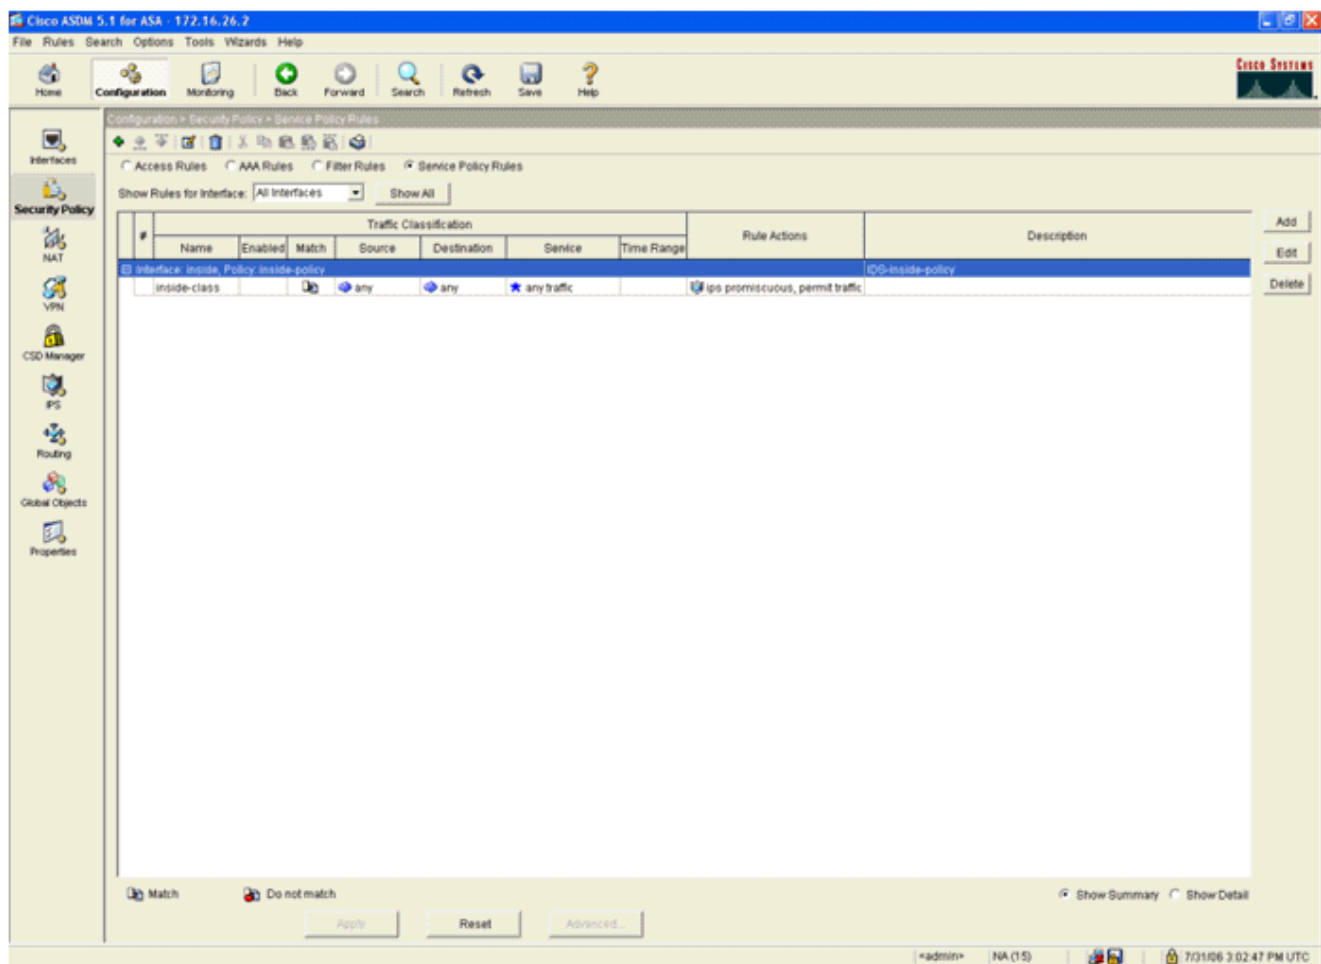 Cisco ASDM 5.1 for ASA - 172.16.26.2
File Rules Search Options Tools Wizards Help
Home Configuration Monitoring Back Forward Search Refresh Save Help
CISCO SYSTEMS
Configuration > Security Policy > Service Policy Rules
Interfaces
Security Policy
NAT
VPN
CSD Manager
IPS
Routing
Global Objects
Properties
Access Rules AAA Rules Filter Rules Service Policy Rules
Show Rules for Interface: All Interfaces Show All
# Traffic Classification Rule Actions Description
Name Enabled Match Source Destination Service Time Range
Interface: inside, Policy: inside-policy IDS-inside-policy
inside-class any any any traffic ips promiscuous, permit traffic
Add
Edit
Delete
Match Do not match Show Summary Show Detail
Apply Reset Advanced...
<admin> NA (15) 7/31/06 3:02:47 PM UTC